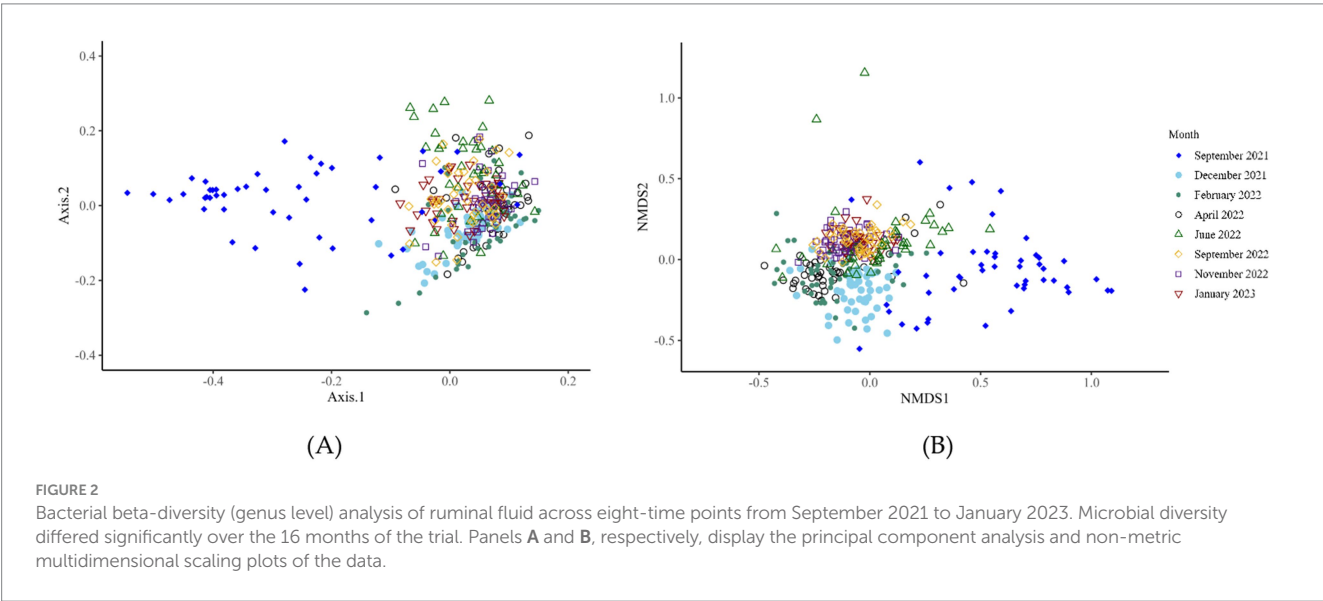 0.4
0.2
0.0
-0.2
-0.4
Axis.2
-0.4
-0.2
0.0
0.2
Axis.1
(A)
1.0
0.5
0.0
-0.5
NMDS2
-0.5
0.0
0.5
1.0
NMDS1
(B)
Month
September 2021
December 2021
February 2022
April 2022
June 2022
September 2022
November 2022
January 2023
FIGURE 2
Bacterial beta-diversity (genus level) analysis of ruminal fluid across eight-time points from September 2021 to January 2023. Microbial diversity
differed significantly over the 16 months of the trial. Panels A and B, respectively, display the principal component analysis and non-metric
multidimensional scaling plots of the data.